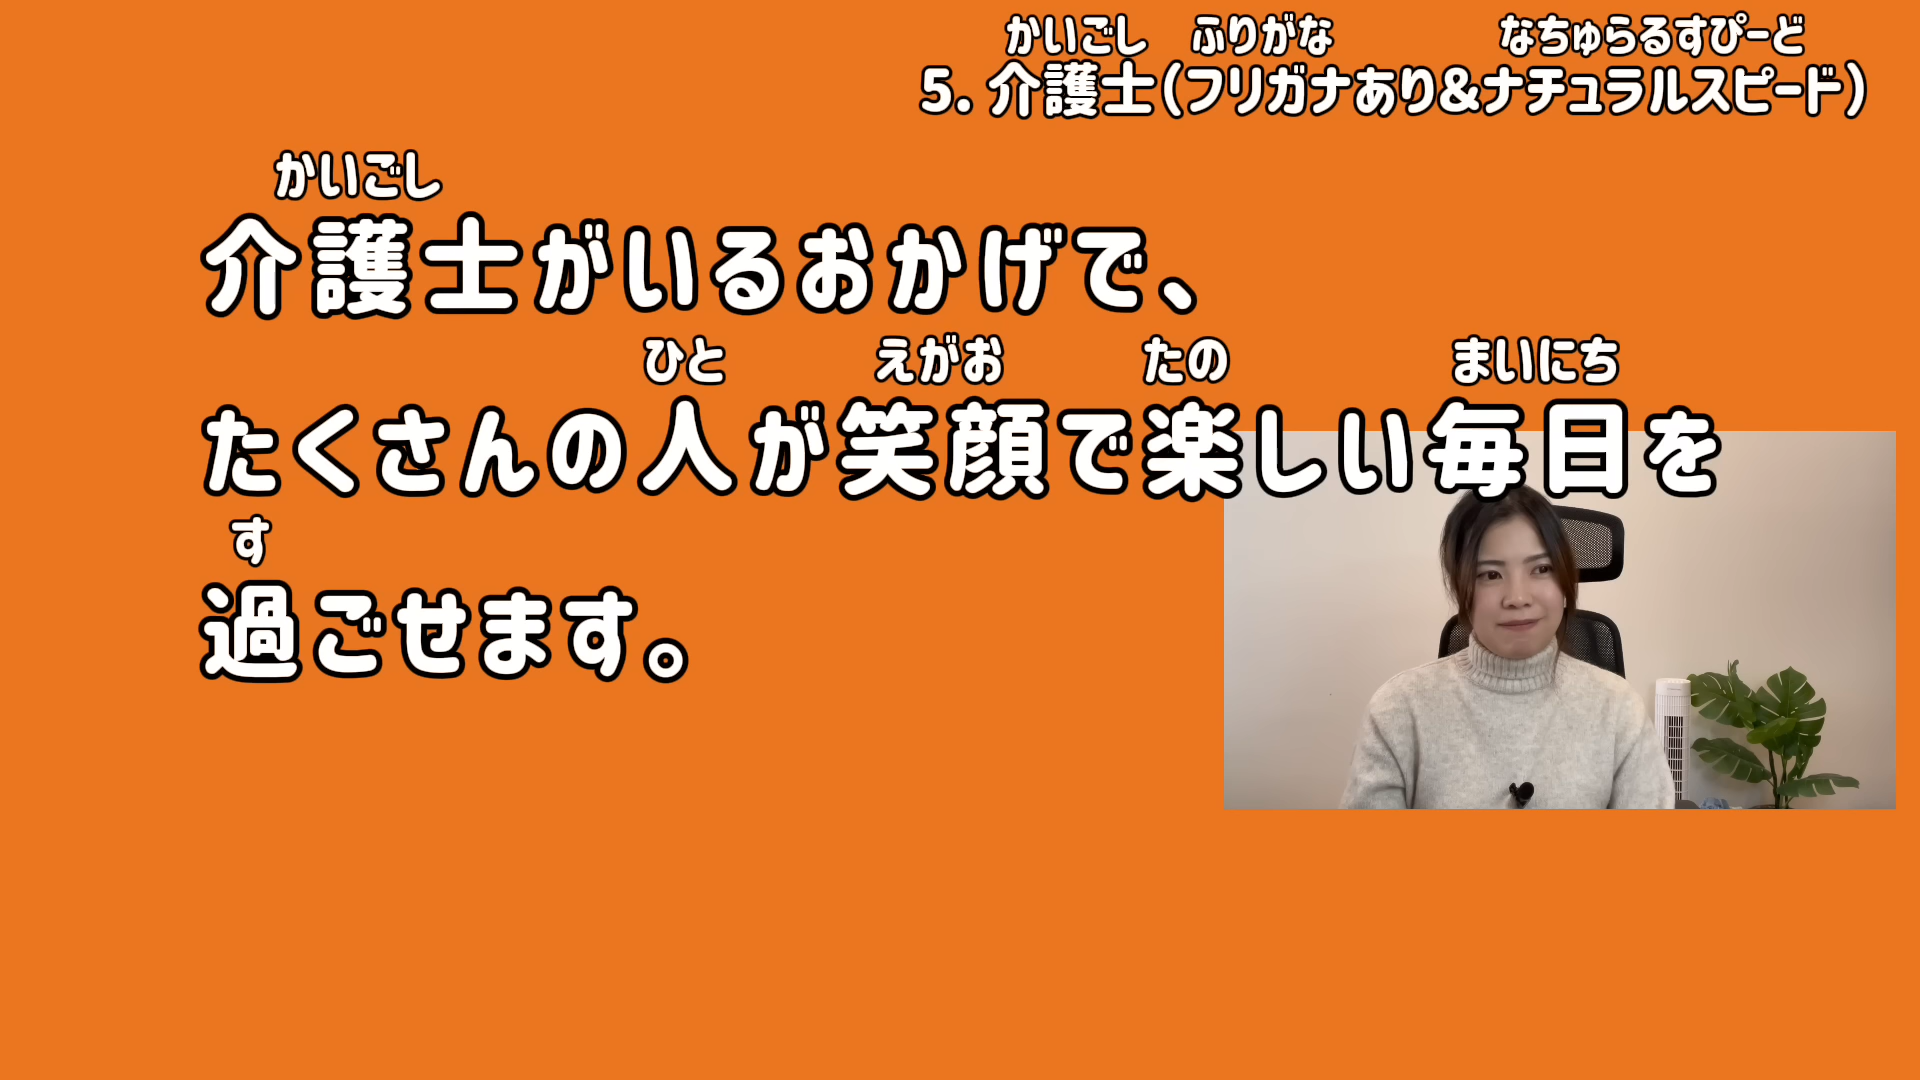 かいごし ふりがな なちゅらるすぴーど
5. 介護士(フリガナあり&ナチュラルスピード)
かいごし
介護士がいるおかげで、
ひと えがお たの まいにち
たくさんの人が笑顔で楽しい毎日を
す
過ごせます。